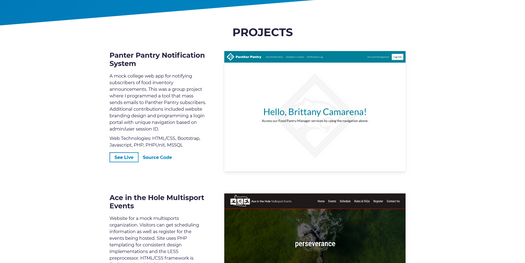 PROJECTS
Panter Pantry Notification
System
A mock college web app for notifying
subscribers of food inventory
announcements. This was a group project
where I programmed a tool that mass
sends emails to Panther Pantry subscribers.
Additional contributions included website
branding design and programming a login
portal with unique navigation based on
admin/user session ID.
Web Technologies: HTML/CSS, Bootstrap,
Javascript, PHP, PHPUnit, MSSQL
See Live Source Code
Panther Pantry
Log Out
Hello, Brittany Camarena!
Access our Food Pantry Manager services by using the navigation above.
Ace in the Hole Multisport
Events
Website for a mock multisports
organization. Visitors can get scheduling
information as well as register for the
events being hosted. Site uses PHP
templating for consistent design
implementations and the LESS
preprocessor. HTML/CSS framework is
Ace in the Hole Multisport Events
Home Events Schedule Rules & FAQs Register Contact Us
perseverance